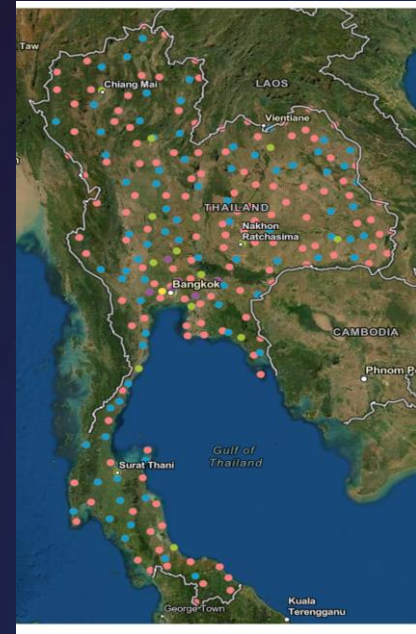 Taw
LAOS
Chiang Mai
Vientiane
THAILAND
Nakhon
Ratchasima
Bangkok
CAMBODIA
Phnom P
Gulf of
Thailand
Surat Thani
George Town
Kuala
Terengganu